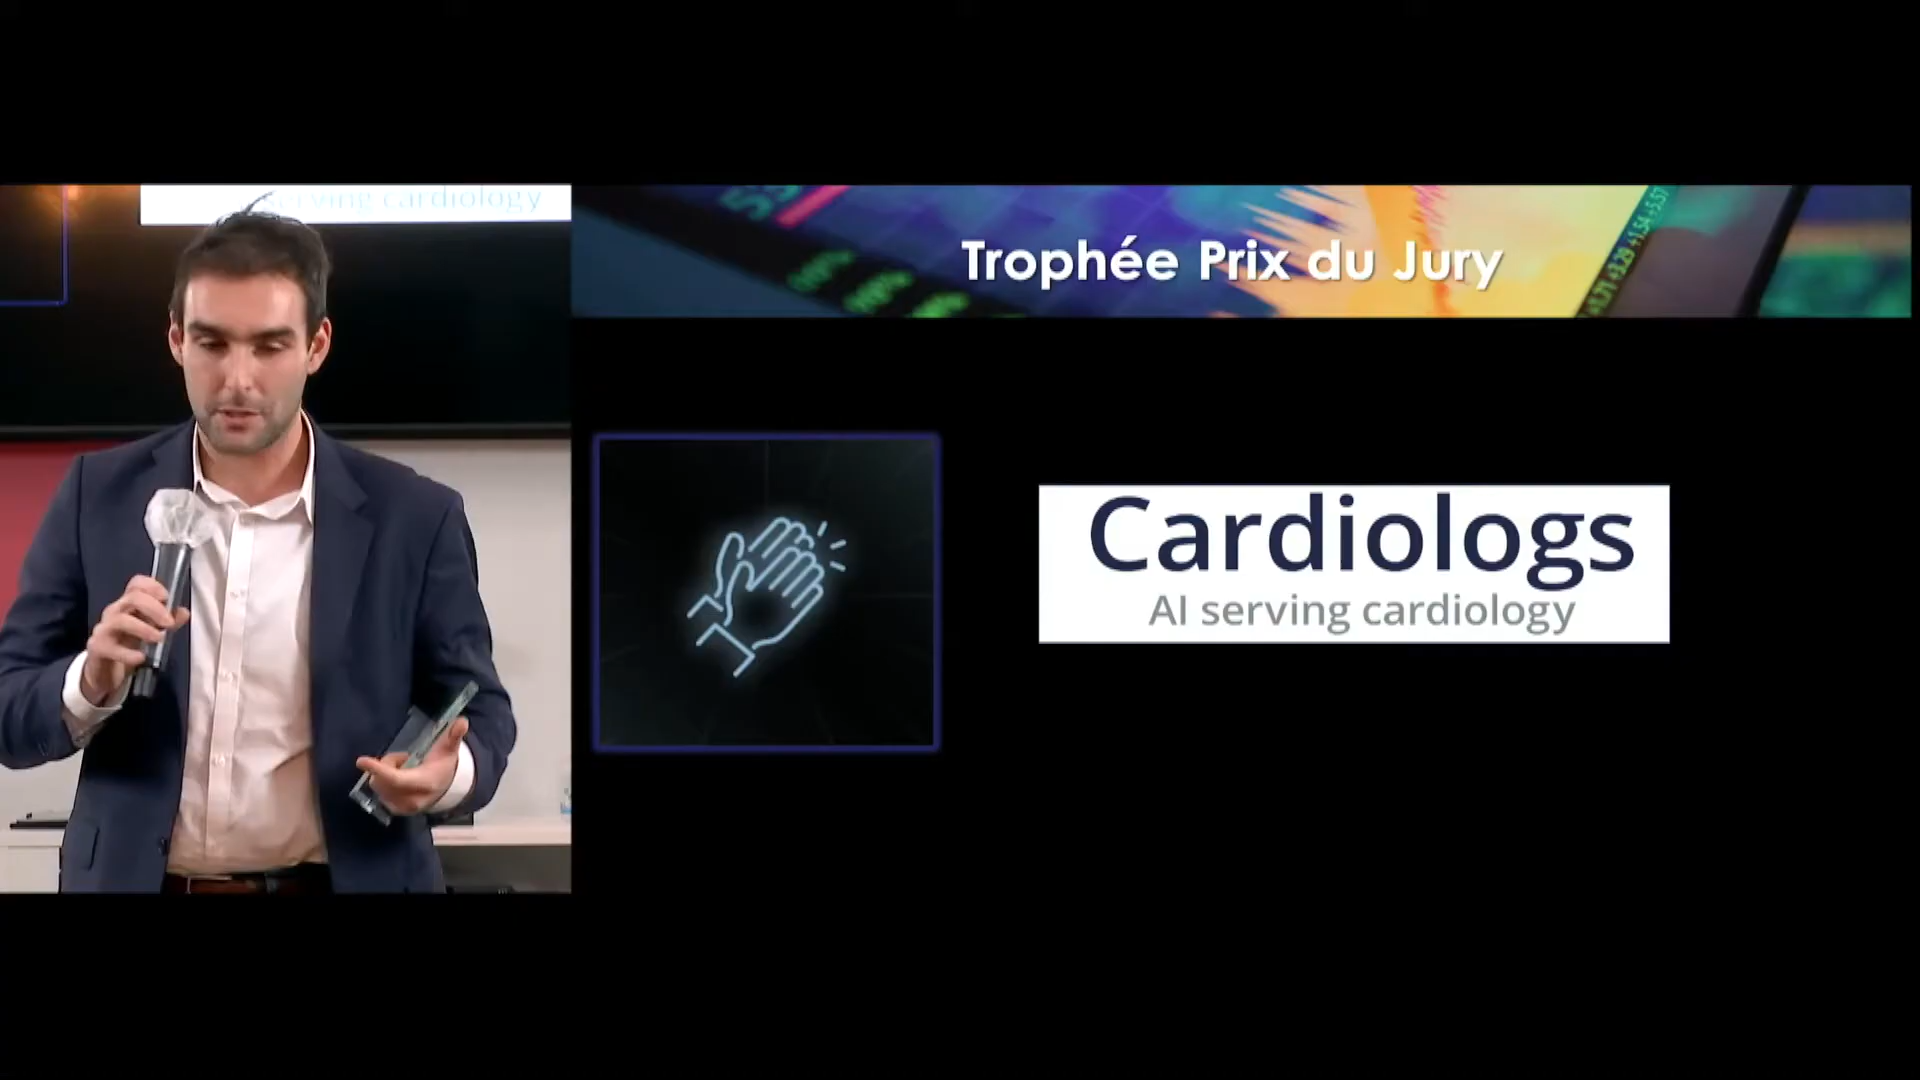 serving cardiology
Trophée Prix du Jury
Cardiologs
AI serving cardiology